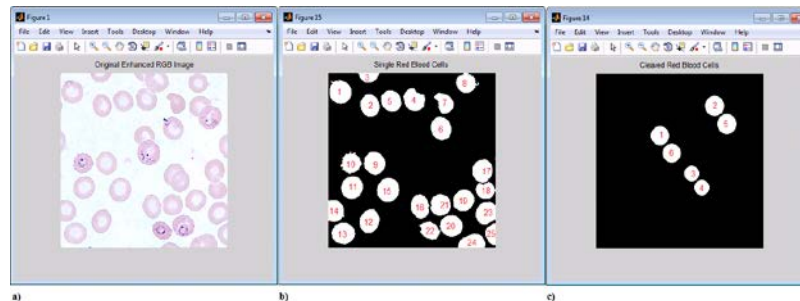 Figure 1
File Edit View Insert Tools Desktop Window Help
Original Enhanced RGB Image
Figure 15
File Edit View Insert Tools Desktop Window Help
Single Red Blood Cells
3
8
1
2
5
4
7
6
10
9
17
11
15
18
14
16
21
19
23
12
13
22
20
25
24
Figure 14
File Edit View Insert Tools Desktop Window Help
Cleaved Red Blood Cells
2
5
1
6
3
4
a)
b)
c)